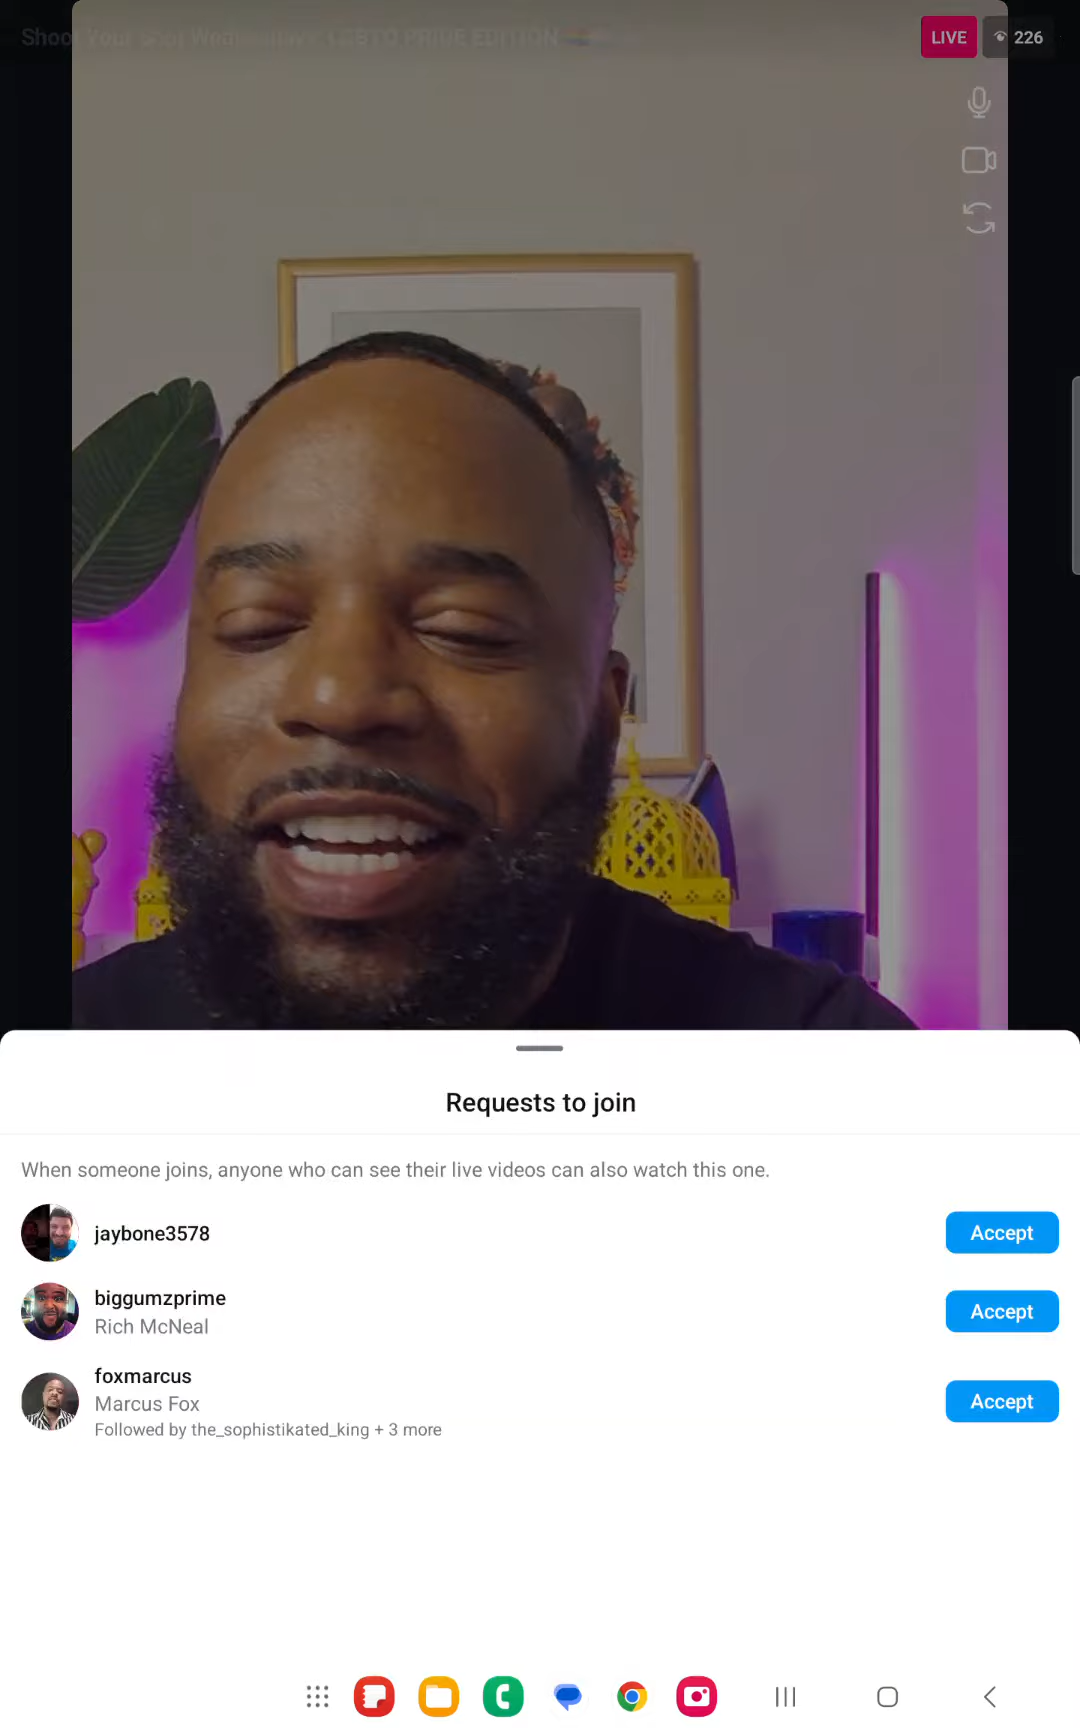 Shoot Your Shot Wednesdays: LGBTQ PRIDE EDITION
LIVE
226
Requests to join
When someone joins, anyone who can see their live videos can also watch this one.
jaybone3578
Accept
biggumzprime
Rich McNeal
Accept
foxmarcus
Marcus Fox
Followed by the_sophistikated_king + 3 more
Accept